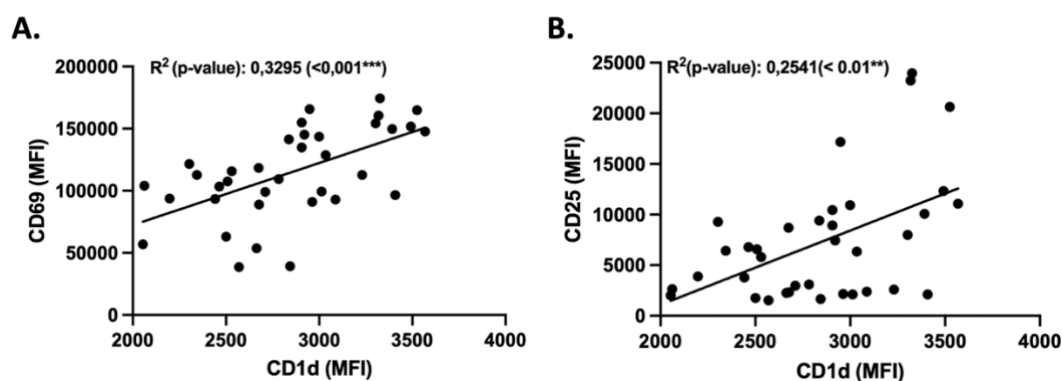 A.
R² (p-value): 0,3295 (<0,001***)
200000
150000
100000
50000
0
CD69 (MFI)
2000 2500 3000 3500 4000
CD1d (MFI)
B.
R²(p-value): 0,2541(< 0.01**)
25000
20000
15000
10000
5000
0
CD25 (MFI)
2000 2500 3000 3500 4000
CD1d (MFI)